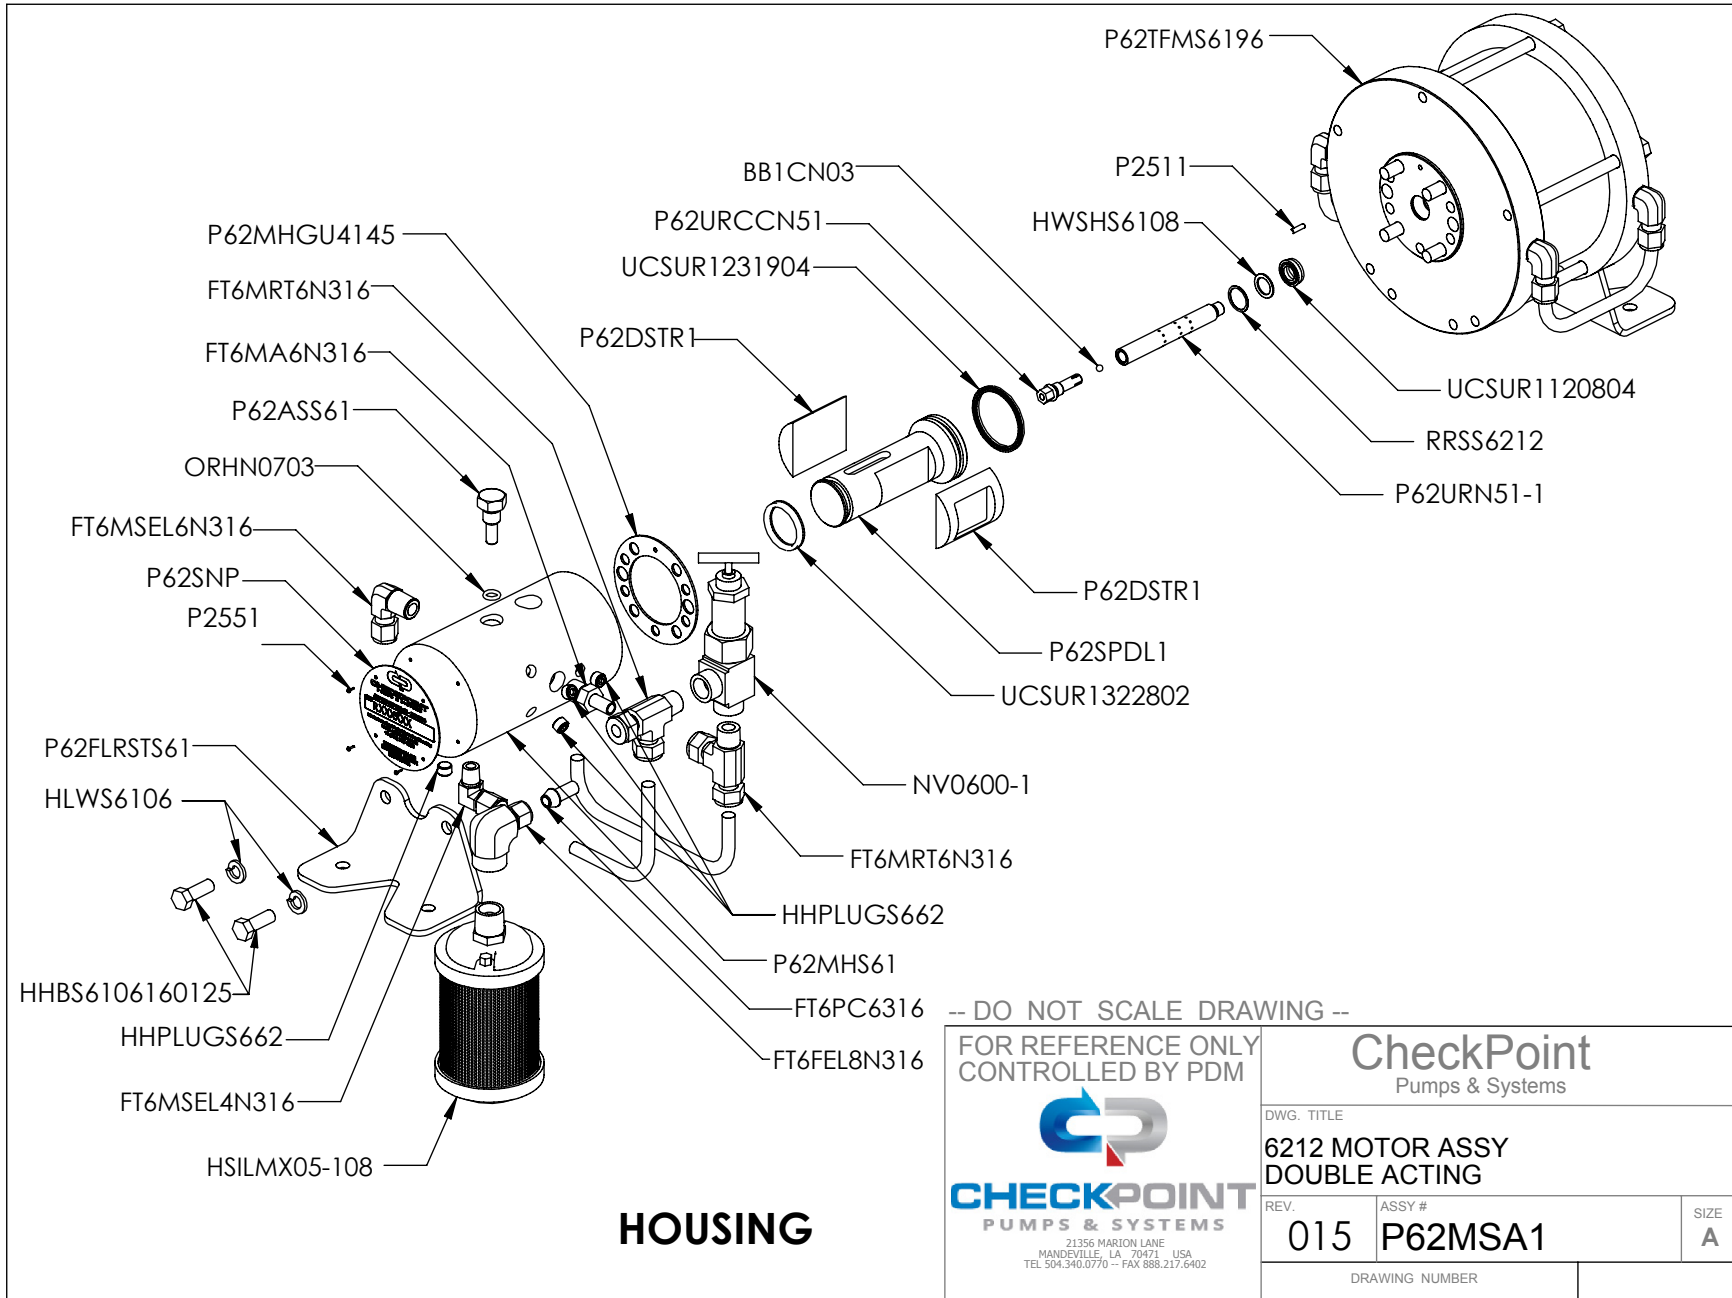 P62TFMS6196
BB1CN03
P2511
P62URCCN51
HWSHS6108
P62MHGU4145
UCSUR1231904
FT6MRT6N316
P62DSTR1
FT6MA6N316
UCSUR1120804
P62ASS61
RRSS6212
ORHN0703
P62URN51-1
FT6MSEL6N316
P62SNP
P62DSTR1
P2551
P62SPDL1
UCSUR1322802
P62FLRSTS61
NV0600-1
HLWS6106
FT6MRT6N316
HHPLUGS662
P62MHS61
HHBS6106160125
FT6PC6316
HHPLUGS662
FT6FEL8N316
FT6MSEL4N316
HSILMX05-108
HOUSING
-- DO NOT SCALE DRAWING --
FOR REFERENCE ONLY
CONTROLLED BY PDM
CHECKPOINT
PUMPS & SYSTEMS
21356 MARION LANE
MANDEVILLE, LA 70471 USA
TEL 504.340.0770 -- FAX 888.217.6402
CheckPoint
Pumps & Systems
DWG. TITLE
6212 MOTOR ASSY
DOUBLE ACTING
REV.
015
ASSY #
P62MSA1
SIZE
A
DRAWING NUMBER